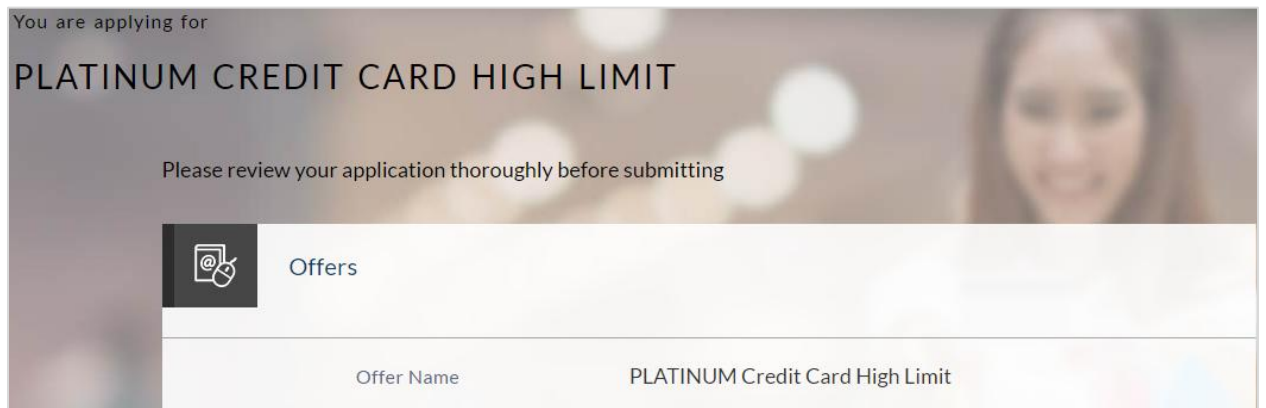 You are applying for
PLATINUM CREDIT CARD HIGH LIMIT
Please review your application thoroughly before submitting
@
Offers
Offer Name PLATINUM Credit Card High Limit